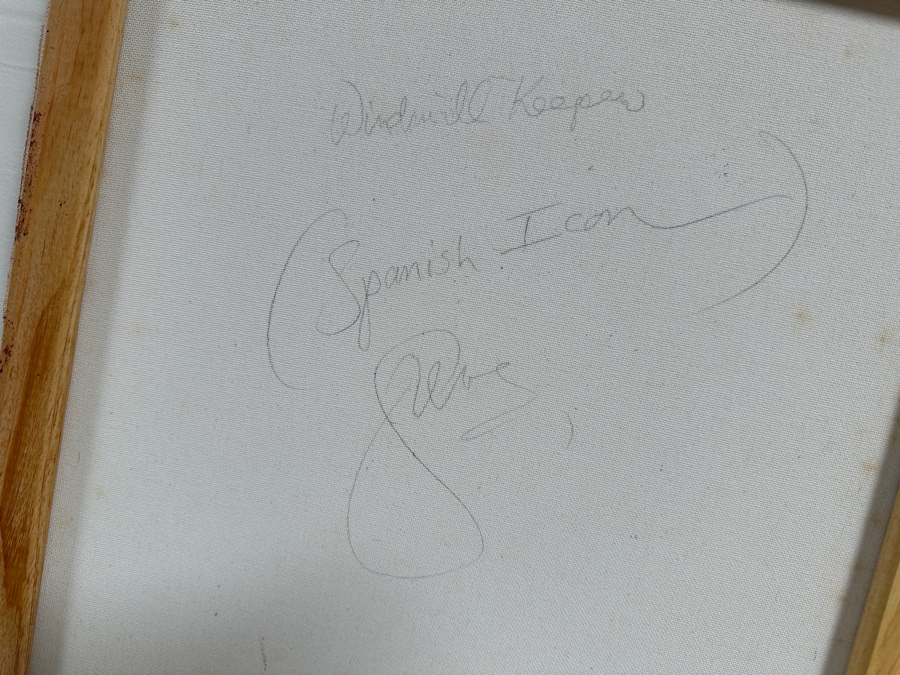 Windmill Keeper
(Spanish Icon)